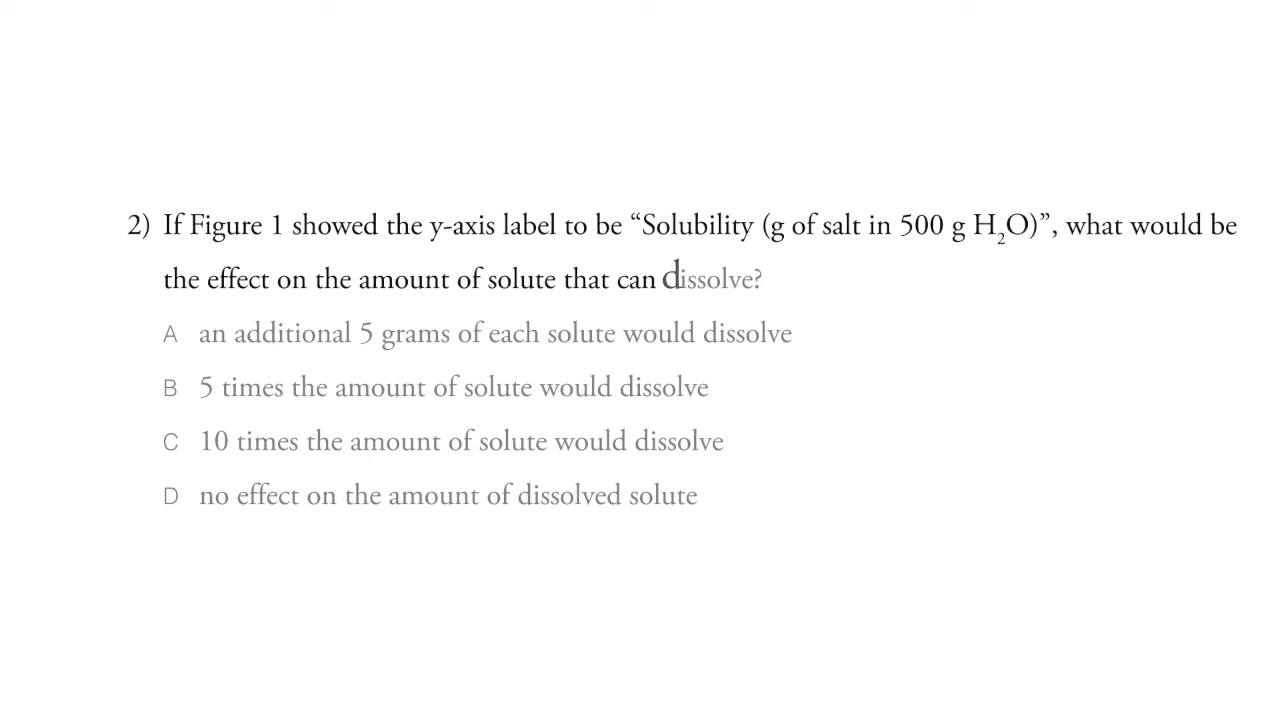 2) If Figure 1 showed the y-axis label to be “Solubility (g of salt in 500 g H₂O)”, what would be
the effect on the amount of solute that can dissolve?
A an additional 5 grams of each solute would dissolve
B 5 times the amount of solute would dissolve
C 10 times the amount of solute would dissolve
D no effect on the amount of dissolved solute